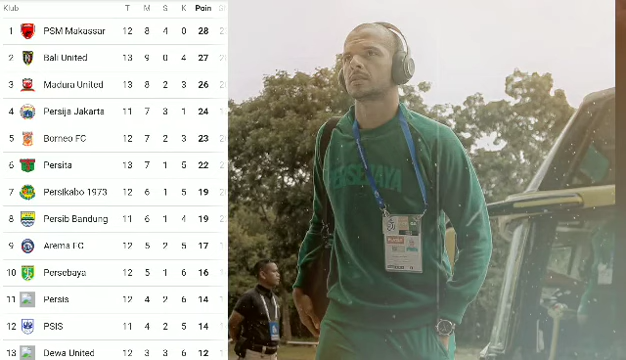 Klub T M S K Poin
1 PSM Makassar 12 8 4 0 28
2 Bali United 13 9 0 4 27
3 Madura United 13 8 2 3 26
4 Persija Jakarta 11 7 3 1 24
5 Borneo FC 12 7 2 3 23
6 Persita 13 7 1 5 22
7 Persikabo 1973 12 6 1 5 19
8 Persib Bandung 11 6 1 4 19
9 Arema FC 12 5 2 5 17
10 Persebaya 12 5 1 6 16
11 Persis 12 4 2 6 14
12 PSIS 11 4 2 5 14
13 Dewa United 12 3 3 6 12
PERSEBAYA